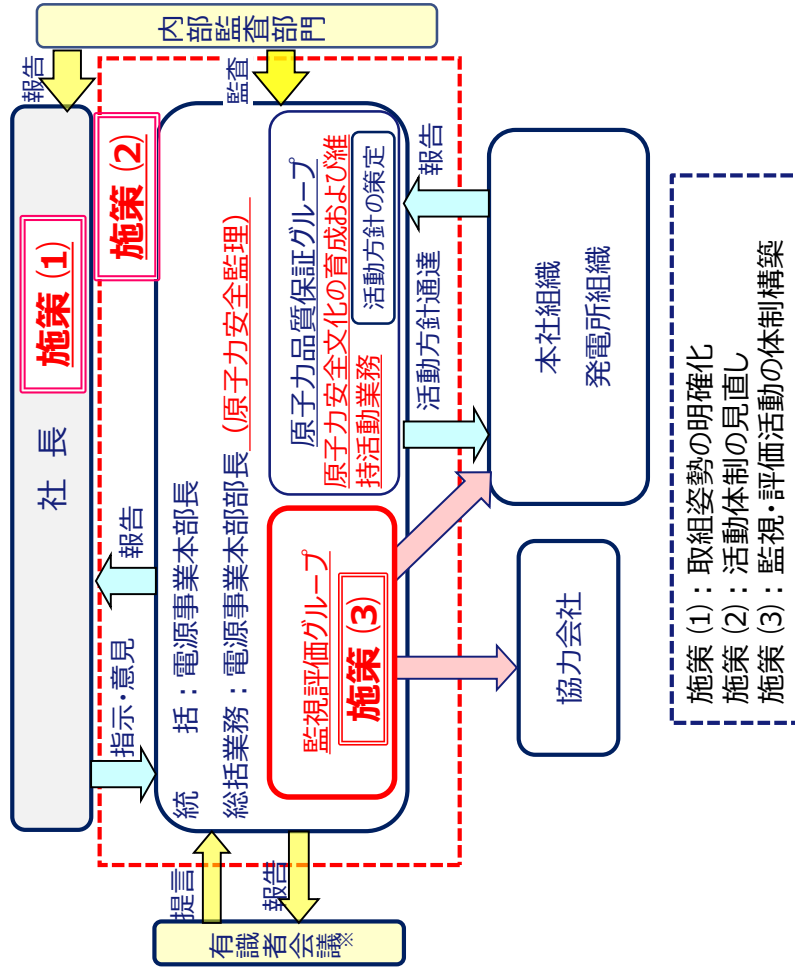 内部監査部門
報告
監査
社 長
施策 (1)
施策 (2)
指示・意見
報告
統　　括：電源事業本部長
総括業務：電源事業本部部長（原子力安全監理）
監視評価グループ
施策 (3)
原子力品質保証グループ
原子力安全文化の育成および維
持活動業務
活動方針の策定
提言
報告
有識者会議※
活動方針通達
報告
協力会社
本社組織
発電所組織
施策 (1)：取組姿勢の明確化
施策 (2)：活動体制の見直し
施策 (3)：監視・評価活動の体制構築